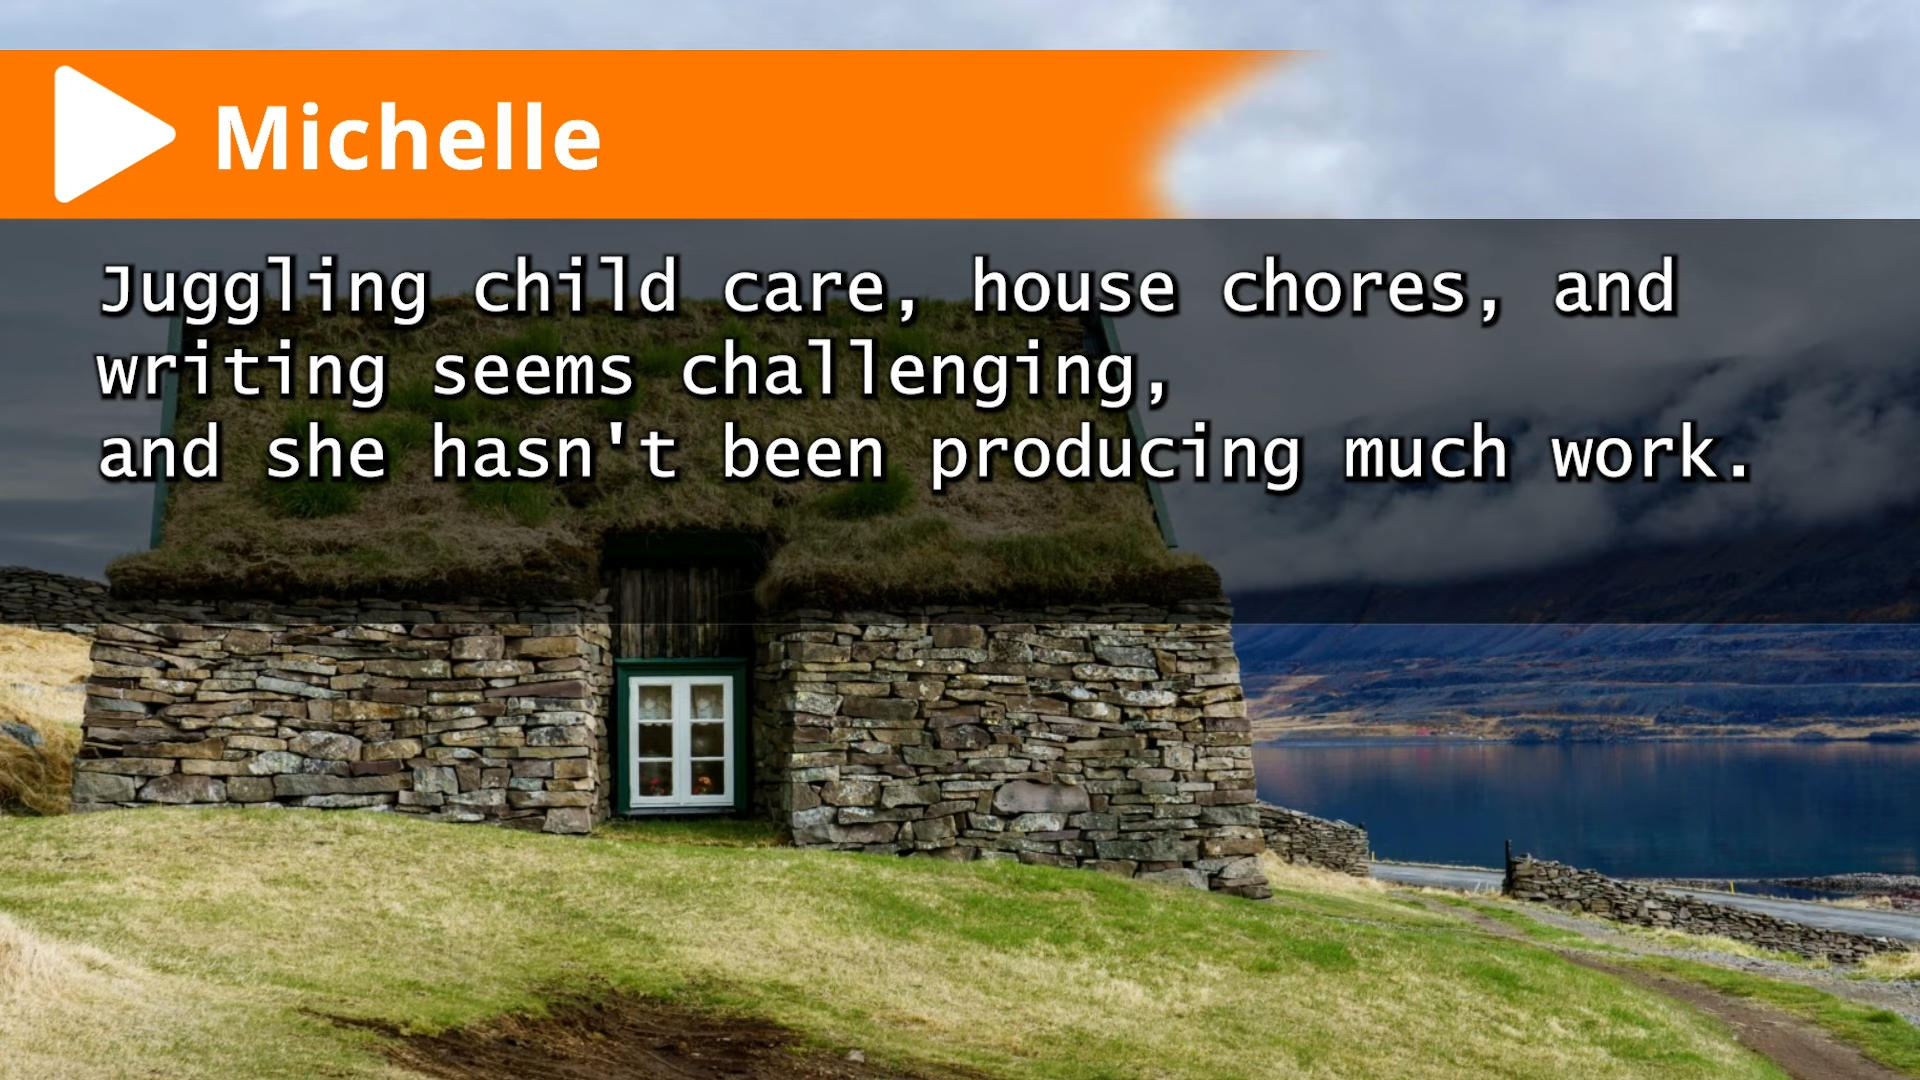 Michelle
Juggling child care, house chores, and
writing seems challenging,
and she hasn't been producing much work.